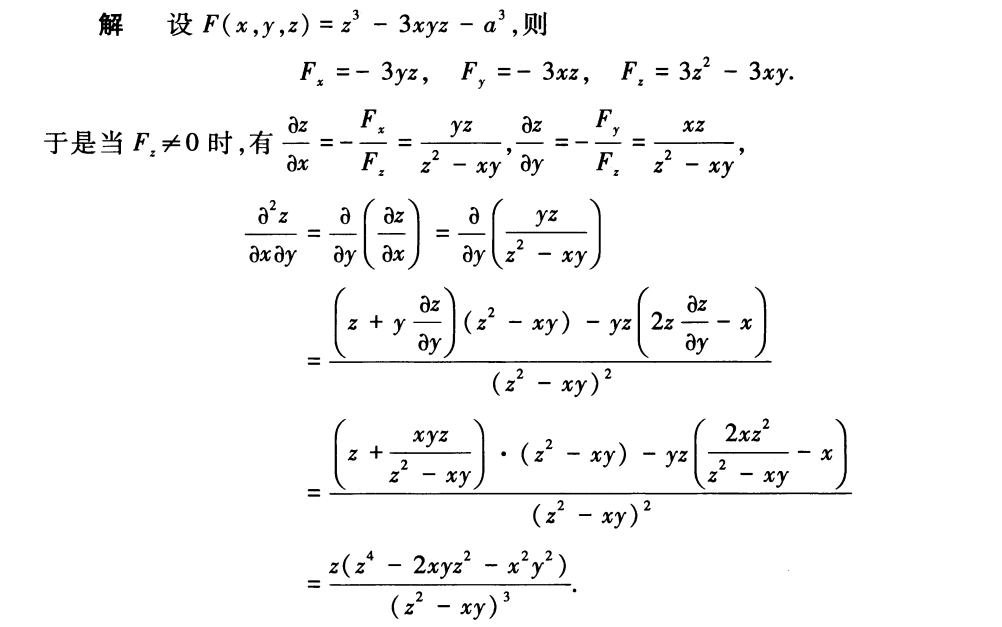 解 设 F(x,y,z) = z³ - 3xyz - a³,则
Fₓ = - 3yz, F_y = - 3xz, F_z = 3z² - 3xy.
于是当 F_z ≠ 0 时,有 ∂z/∂x = - Fₓ/F_z = yz/(z² - xy), ∂z/∂y = - F_y/F_z = xz/(z² - xy),
∂²z/∂x∂y = ∂/∂y (∂z/∂x) = ∂/∂y (yz/(z² - xy))
= [(z + y ∂z/∂y)(z² - xy) - yz(2z ∂z/∂y - x)]/(z² - xy)²
= [(z + xyz/(z² - xy)) · (z² - xy) - yz(2xz²/(z² - xy) - x)]/(z² - xy)²
= z(z⁴ - 2xyz² - x²y²)/(z² - xy)³.